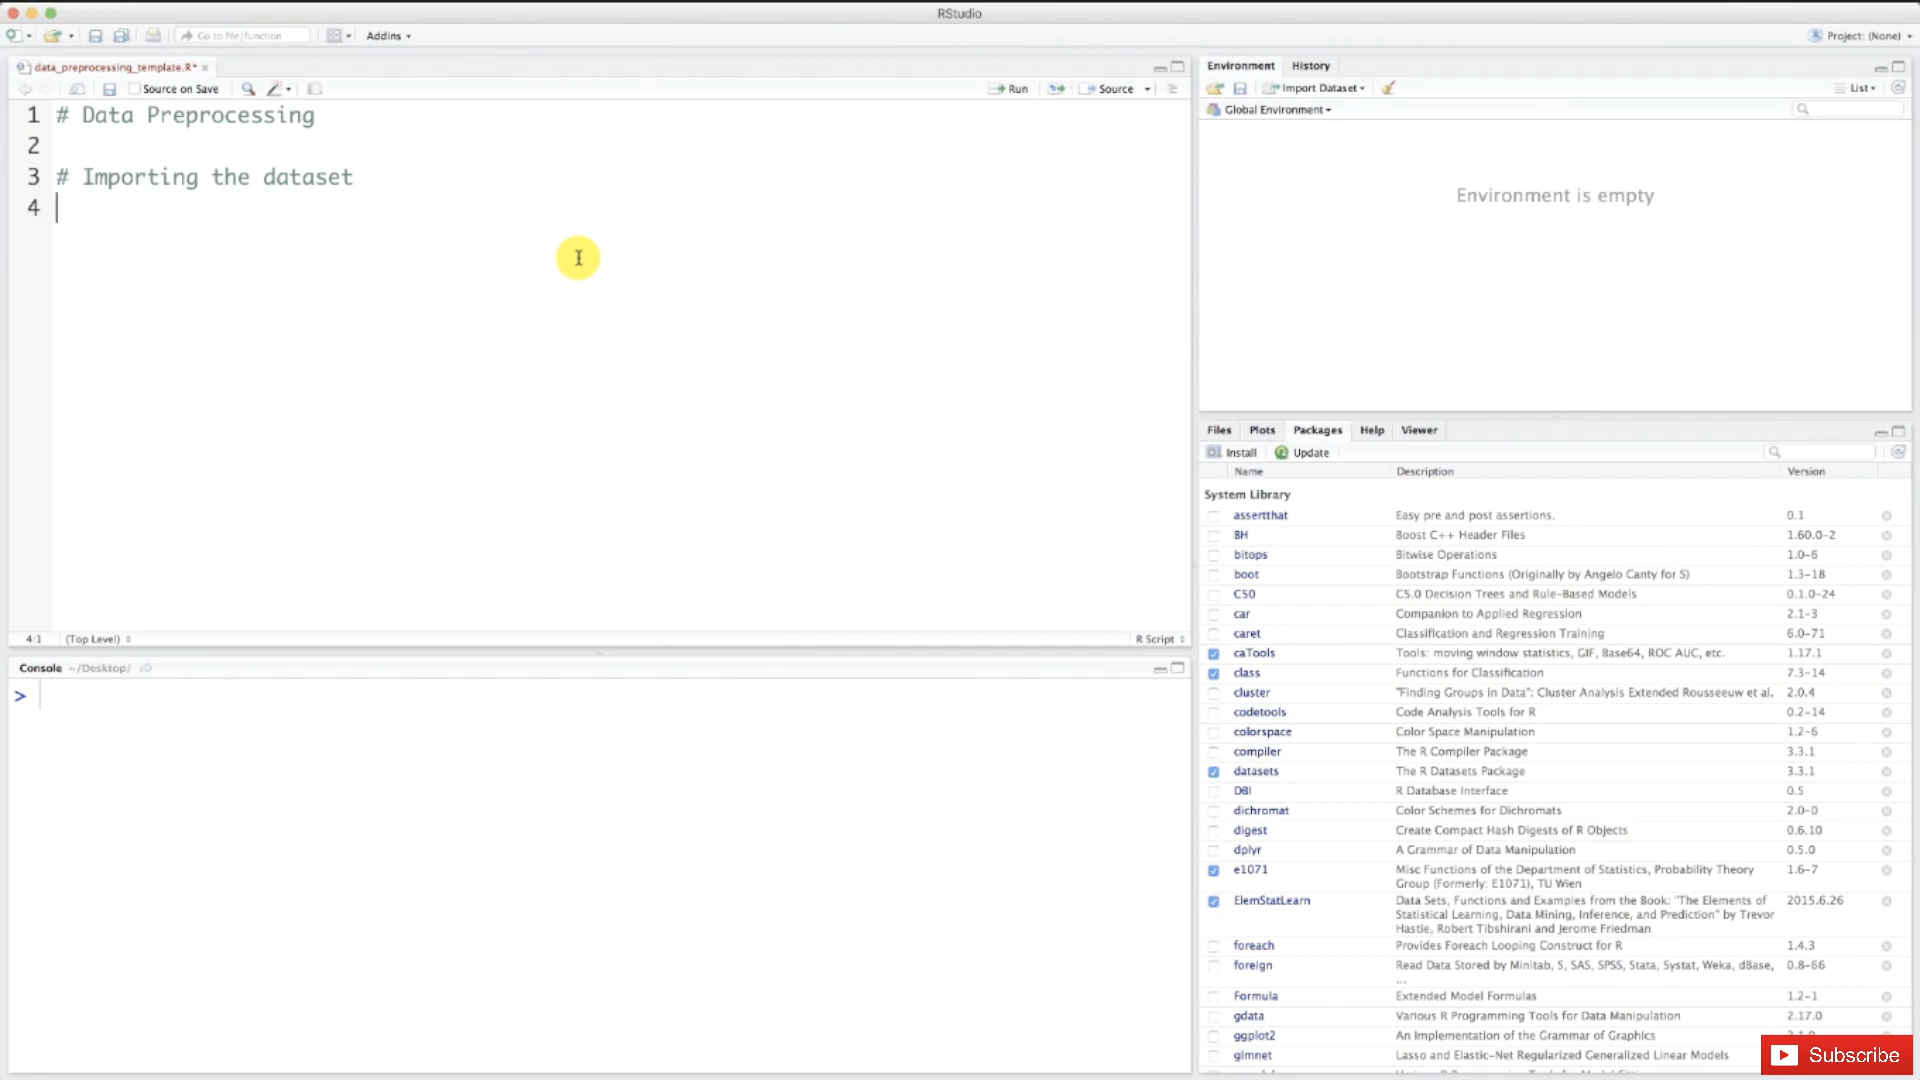 RStudio
Go to file/function
Addins
Project: (None)
data_preprocessing_template.R*
Source on Save
Run
Source
1 # Data Preprocessing
2
3 # Importing the dataset
4
4:1 (Top Level)
R Script
Console ~/Desktop/
>
Environment History
Import Dataset
List
Global Environment
Environment is empty
Files Plots Packages Help Viewer
Install Update
Name Description Version
System Library
assertthat Easy pre and post assertions. 0.1
BH Boost C++ Header Files 1.60.0-2
bitops Bitwise Operations 1.0-6
boot Bootstrap Functions (Originally by Angelo Canty for S) 1.3-18
C50 C5.0 Decision Trees and Rule-Based Models 0.1.0-24
car Companion to Applied Regression 2.1-3
caret Classification and Regression Training 6.0-71
caTools Tools: moving window statistics, GIF, Base64, ROC AUC, etc. 1.17.1
class Functions for Classification 7.3-14
cluster "Finding Groups in Data": Cluster Analysis Extended Rousseeuw et al. 2.0.4
codetools Code Analysis Tools for R 0.2-14
colorspace Color Space Manipulation 1.2-6
compiler The R Compiler Package 3.3.1
datasets The R Datasets Package 3.3.1
DBI R Database Interface 0.5
dichromat Color Schemes for Dichromats 2.0-0
digest Create Compact Hash Digests of R Objects 0.6.10
dplyr A Grammar of Data Manipulation 0.5.0
e1071 Misc Functions of the Department of Statistics, Probability Theory 1.6-7
Group (Formerly: E1071), TU Wien
ElemStatLearn Data Sets, Functions and Examples from the Book: "The Elements of 2015.6.26
Statistical Learning, Data Mining, Inference, and Prediction" by Trevor
Hastie, Robert Tibshirani and Jerome Friedman
foreach Provides Foreach Looping Construct for R 1.4.3
foreign Read Data Stored by Minitab, S, SAS, SPSS, Stata, Systat, Weka, dBase, 0.8-66
...
Formula Extended Model Formulas 1.2-1
gdata Various R Programming Tools for Data Manipulation 2.17.0
ggplot2 An Implementation of the Grammar of Graphics
glmnet Lasso and Elastic-Net Regularized Generalized Linear Models
Subscribe